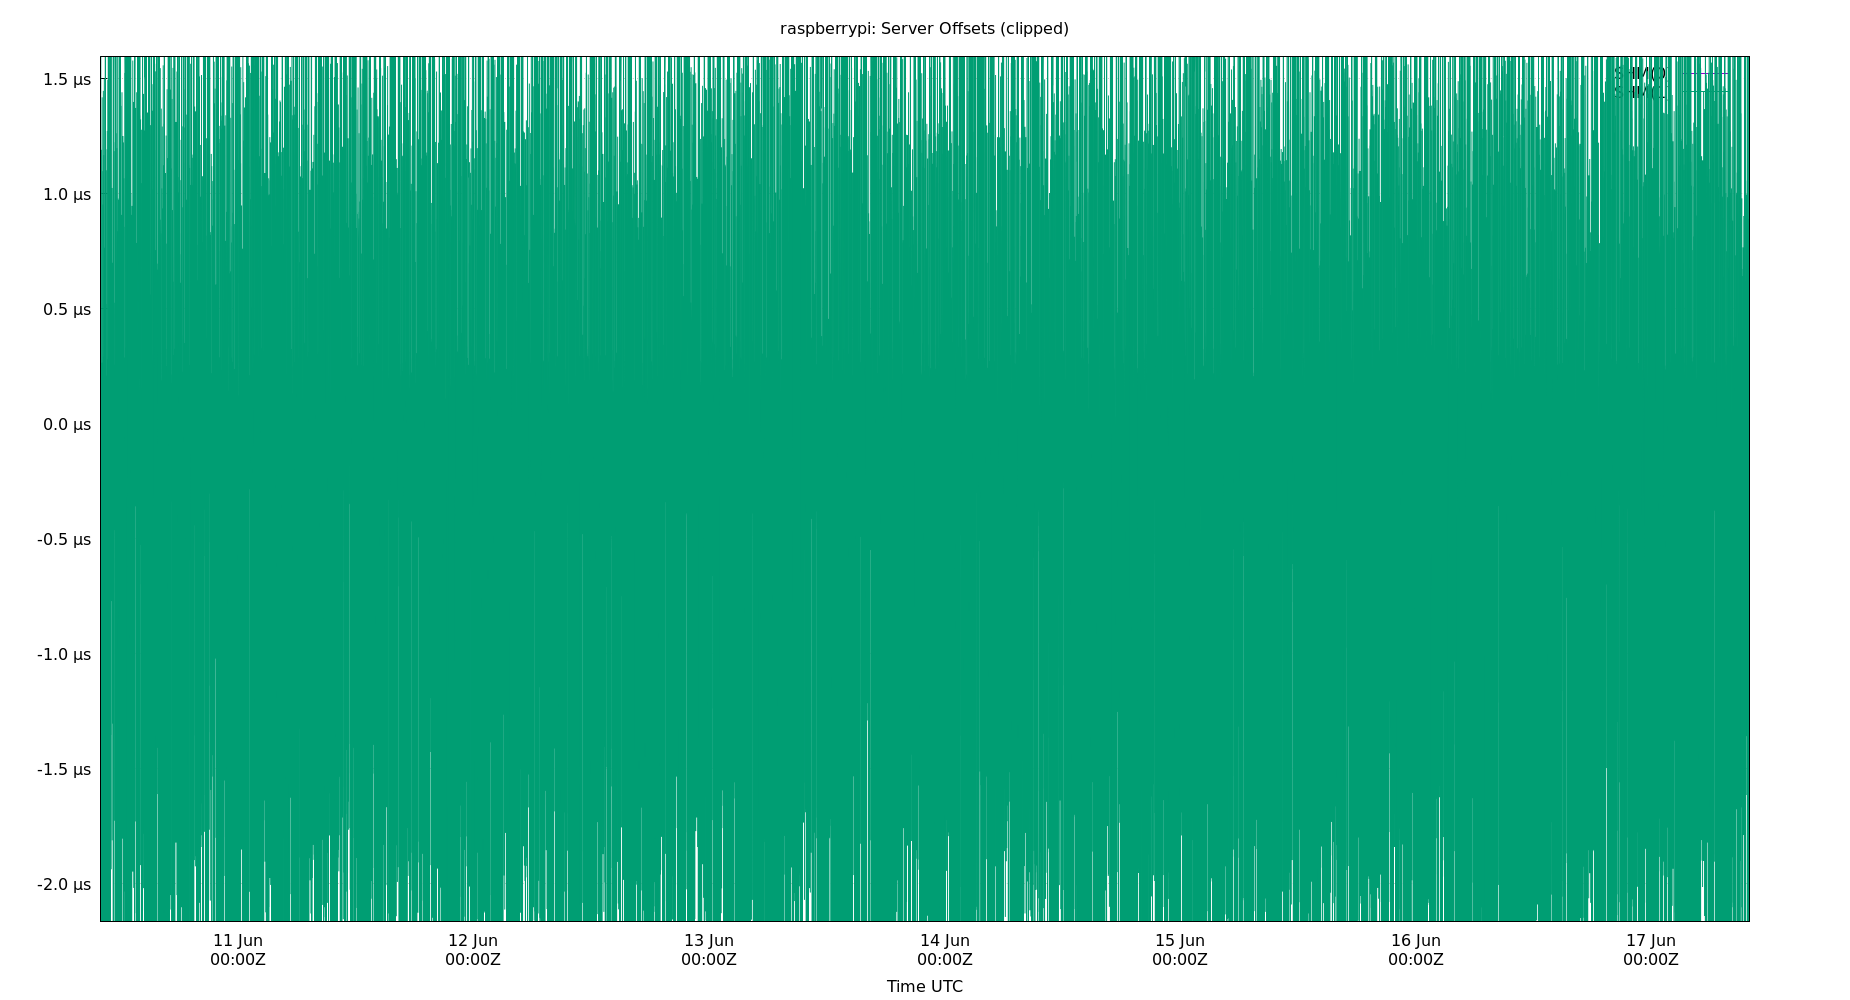 raspberrypi: Server Offsets (clipped)
1.5 µs
1.0 µs
0.5 µs
0.0 µs
-0.5 µs
-1.0 µs
-1.5 µs
-2.0 µs
11 Jun 12 Jun 13 Jun 14 Jun 15 Jun 16 Jun 17 Jun
00:00Z 00:00Z 00:00Z 00:00Z 00:00Z 00:00Z 00:00Z
Time UTC